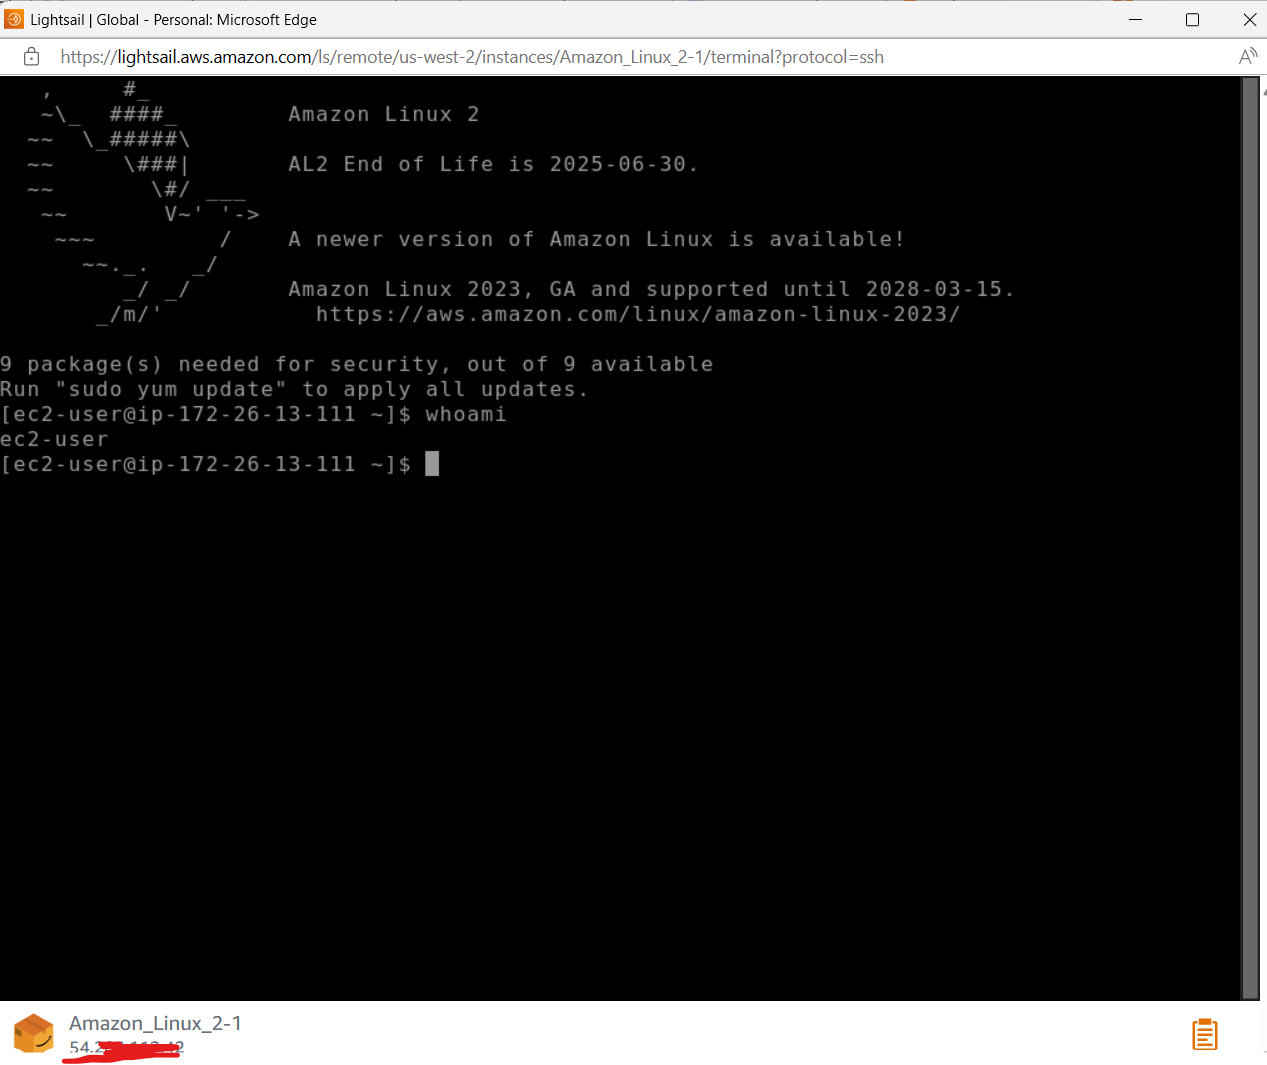 Lightsail | Global - Personal: Microsoft Edge
https://lightsail.aws.amazon.com/ls/remote/us-west-2/instances/Amazon_Linux_2-1/terminal?protocol=ssh
   ,     #_
   ~\_  ####_        Amazon Linux 2
  ~~  \_#####\
  ~~     \###|       AL2 End of Life is 2025-06-30.
  ~~       \#/ ___
   ~~       V~' '->
    ~~~         /    A newer version of Amazon Linux is available!
      ~~._.   _/
         _/ _/       Amazon Linux 2023, GA and supported until 2028-03-15.
       _/m/'           https://aws.amazon.com/linux/amazon-linux-2023/
9 package(s) needed for security, out of 9 available
Run "sudo yum update" to apply all updates.
[ec2-user@ip-172-26-13-111 ~]$ whoami
ec2-user
[ec2-user@ip-172-26-13-111 ~]$
Amazon_Linux_2-1